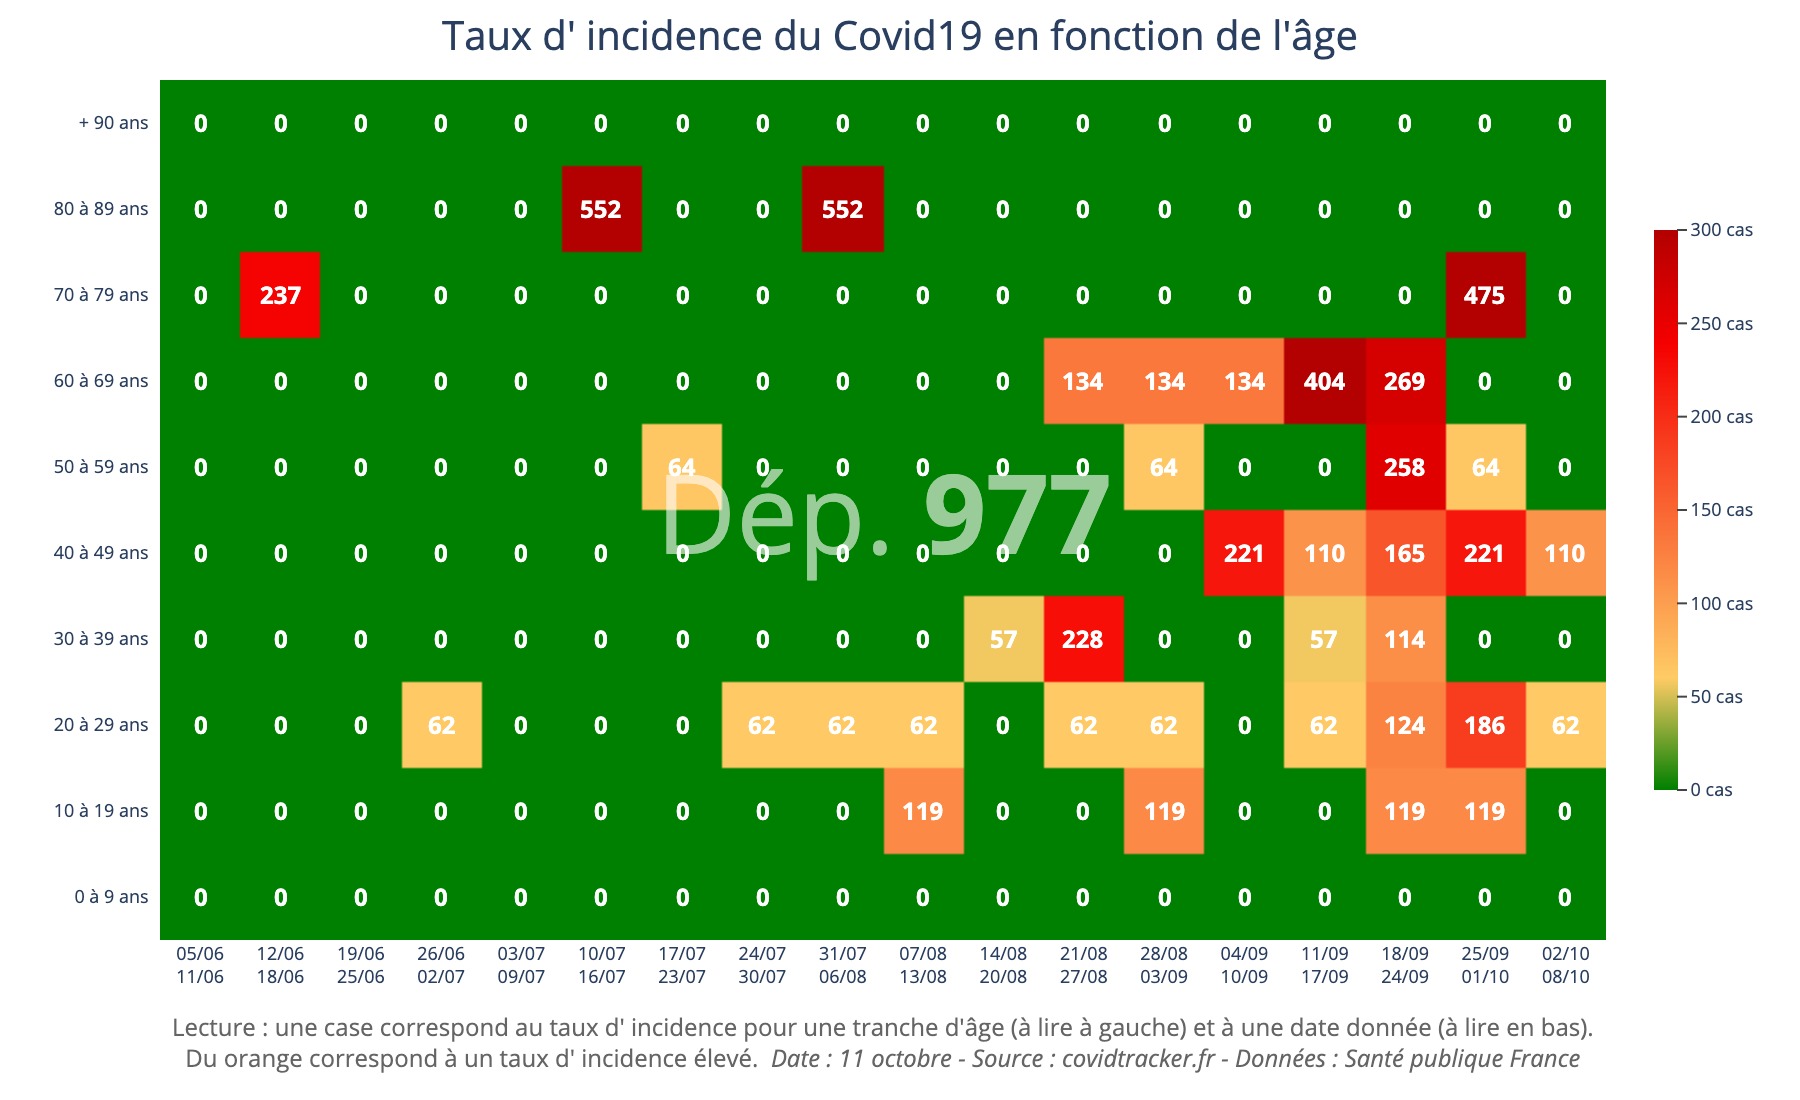 Taux d' incidence du Covid19 en fonction de l'âge
+ 90 ans 0 0 0 0 0 0 0 0 0 0 0 0 0 0 0 0 0 0
80 à 89 ans 0 0 0 0 0 552 0 0 552 0 0 0 0 0 0 0 0 0
70 à 79 ans 0 237 0 0 0 0 0 0 0 0 0 0 0 0 0 0 475 0
60 à 69 ans 0 0 0 0 0 0 0 0 0 0 0 134 134 134 404 269 0 0
50 à 59 ans 0 0 0 0 0 0 64 0 0 0 0 0 64 0 0 258 64 0
Dép. 977
40 à 49 ans 0 0 0 0 0 0 0 0 0 0 0 0 0 221 110 165 221 110
30 à 39 ans 0 0 0 0 0 0 0 0 0 0 57 228 0 0 57 114 0 0
20 à 29 ans 0 0 0 62 0 0 0 62 62 62 0 62 62 0 62 124 186 62
10 à 19 ans 0 0 0 0 0 0 0 0 0 119 0 0 119 0 0 119 119 0
0 à 9 ans 0 0 0 0 0 0 0 0 0 0 0 0 0 0 0 0 0 0
05/06 12/06 19/06 26/06 03/07 10/07 17/07 24/07 31/07 07/08 14/08 21/08 28/08 04/09 11/09 18/09 25/09 02/10
11/06 18/06 25/06 02/07 09/07 16/07 23/07 30/07 06/08 13/08 20/08 27/08 03/09 10/09 17/09 24/09 01/10 08/10
300 cas
250 cas
200 cas
150 cas
100 cas
50 cas
0 cas
Lecture : une case correspond au taux d' incidence pour une tranche d'âge (à lire à gauche) et à une date donnée (à lire en bas).
Du orange correspond à un taux d' incidence élevé. Date : 11 octobre - Source : covidtracker.fr - Données : Santé publique France